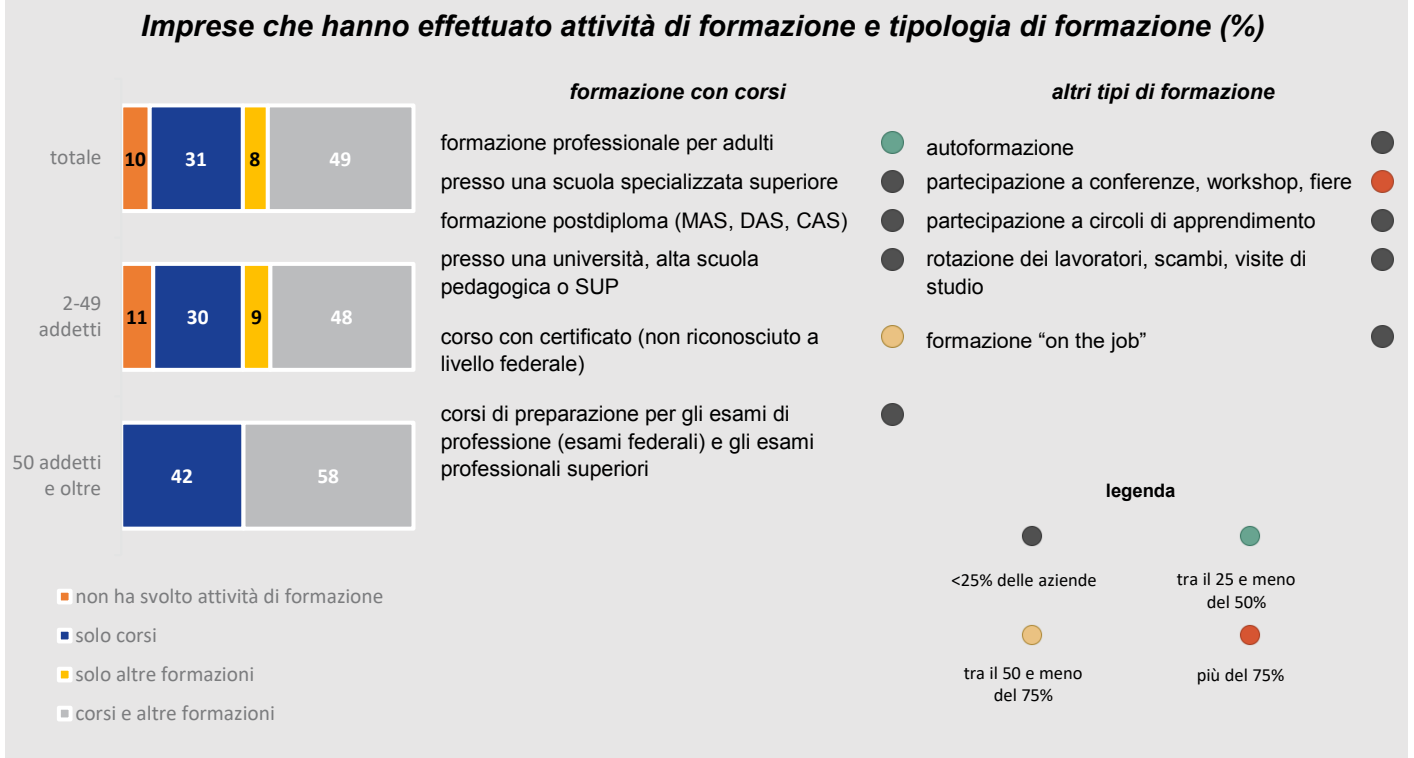 Imprese che hanno effettuato attività di formazione e tipologia di formazione (%)
totale
10
31
8
49
2-49
addetti
11
30
9
48
50 addetti
e oltre
42
58
non ha svolto attività di formazione
solo corsi
solo altre formazioni
corsi e altre formazioni
formazione con corsi
formazione professionale per adulti
presso una scuola specializzata superiore
formazione postdiploma (MAS, DAS, CAS)
presso una università, alta scuola
pedagogica o SUP
corso con certificato (non riconosciuto a
livello federale)
corsi di preparazione per gli esami di
professione (esami federali) e gli esami
professionali superiori
altri tipi di formazione
autoformazione
partecipazione a conferenze, workshop, fiere
partecipazione a circoli di apprendimento
rotazione dei lavoratori, scambi, visite di
studio
formazione “on the job”
legenda
<25% delle aziende
tra il 25 e meno
del 50%
tra il 50 e meno
del 75%
più del 75%